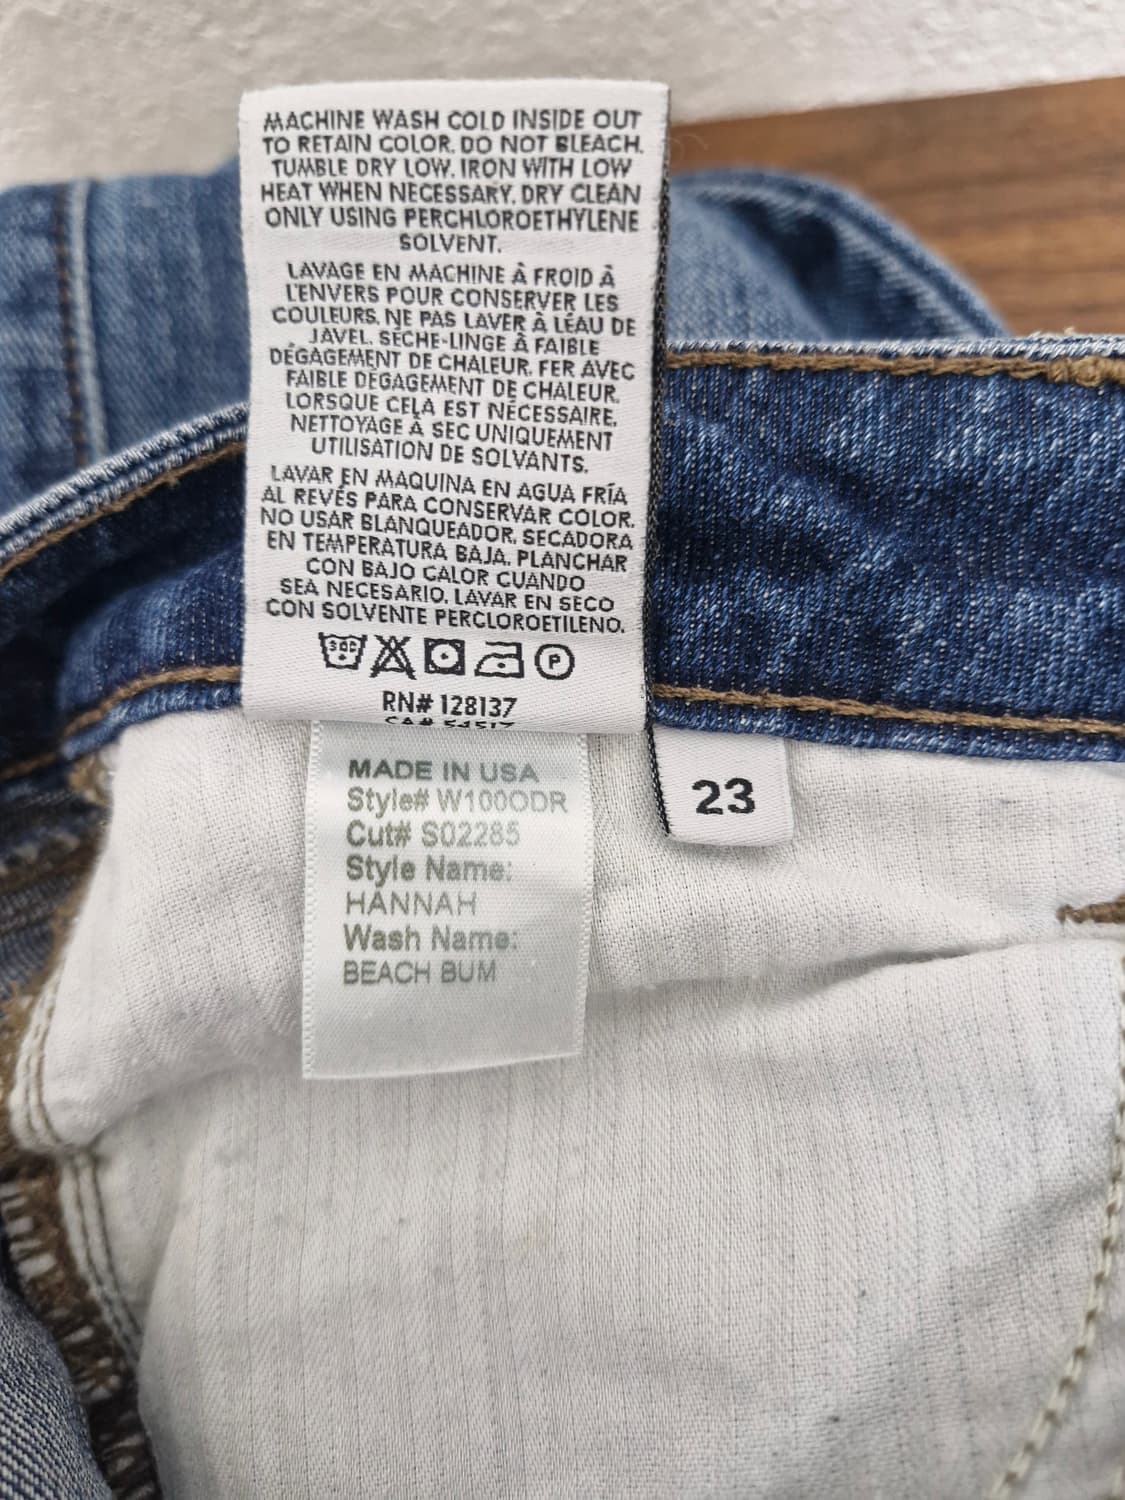 MACHINE WASH COLD INSIDE OUT
TO RETAIN COLOR. DO NOT BLEACH.
TUMBLE DRY LOW. IRON WITH LOW
HEAT WHEN NECESSARY. DRY CLEAN
ONLY USING PERCHLOROETHYLENE
SOLVENT.
LAVAGE EN MACHINE À FROID À
L'ENVERS POUR CONSERVER LES
COULEURS. NE PAS LAVER À LÉAU DE
JAVEL. SÈCHE-LINGE À FAIBLE
DÉGAGEMENT DE CHALEUR. FER AVEC
FAIBLE DÉGAGEMENT DE CHALEUR.
LORSQUE CELA EST NÉCESSAIRE.
NETTOYAGE À SEC UNIQUEMENT
UTILISATION DE SOLVANTS.
LAVAR EN MAQUINA EN AGUA FRÍA
AL REVÉS PARA CONSERVAR COLOR.
NO USAR BLANQUEADOR. SECADORA
EN TEMPERATURA BAJA. PLANCHAR
CON BAJO CALOR CUANDO
SEA NECESARIO. LAVAR EN SECO
CON SOLVENTE PERCLOROETILENO.
P
RN# 128137
CA# 54517
MADE IN USA
Style# W100ODR
Cut# S02285
Style Name:
HANNAH
Wash Name:
BEACH BUM
23